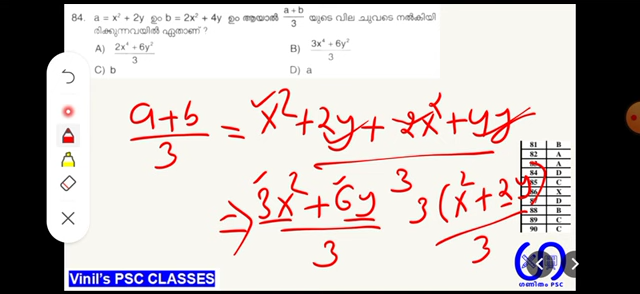 84. a = x² + 2y ഉം b = 2x² + 4y ഉം ആയാൽ (a + b)/3 യുടെ വില ചുവടെ നൽകിയി
രിക്കുന്നവയിൽ ഏതാണ് ?
A) (2x⁴ + 6y²)/3 B) (3x⁴ + 6y²)/3
C) b D) a
(a+b)/3 = x² + 2y + 2x² + 4y
3
⇒ (3x² + 6y)/3 3(x² + 2y)/3
81 B
82 A
83 A
84 D
85 C
86 X
87 D
88 B
89 C
90 C
Vinil's PSC CLASSES
ഗണിതം PSC